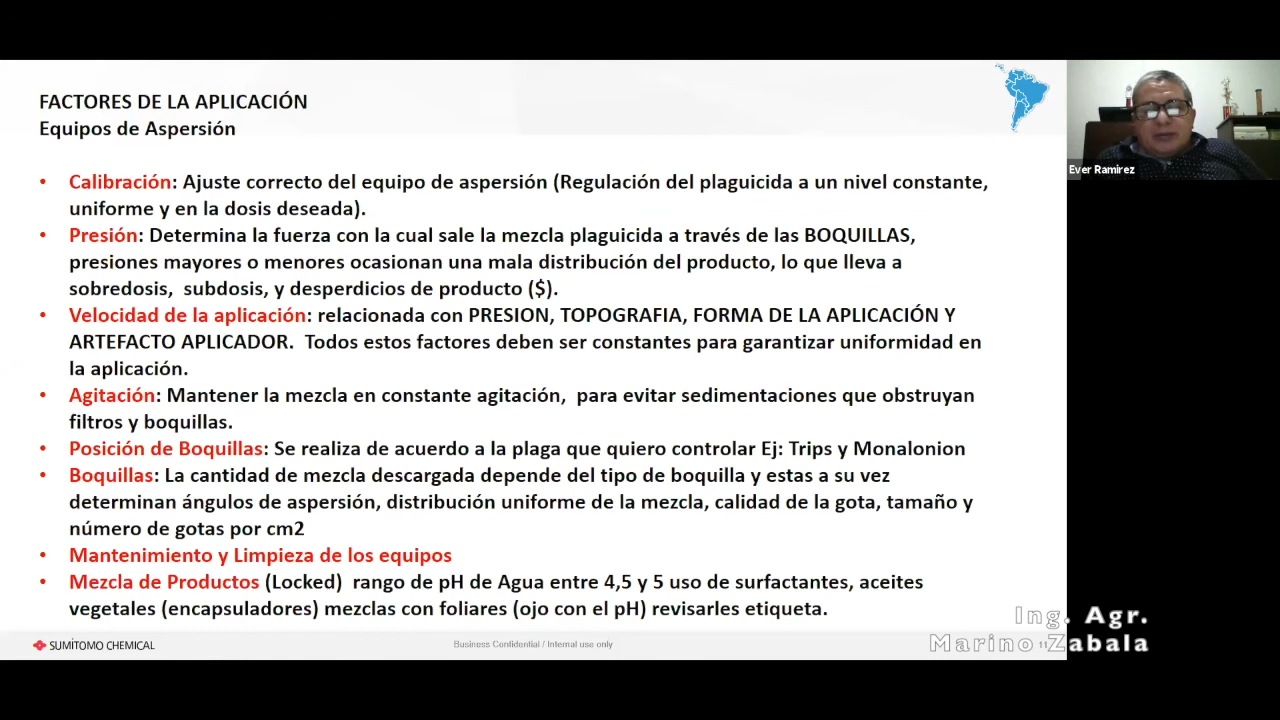 FACTORES DE LA APLICACIÓN
Equipos de Aspersión
• Calibración: Ajuste correcto del equipo de aspersión (Regulación del plaguicida a un nivel constante,
uniforme y en la dosis deseada).
• Presión: Determina la fuerza con la cual sale la mezcla plaguicida a través de las BOQUILLAS,
presiones mayores o menores ocasionan una mala distribución del producto, lo que lleva a
sobredosis, subdosis, y desperdicios de producto ($).
• Velocidad de la aplicación: relacionada con PRESION, TOPOGRAFIA, FORMA DE LA APLICACIÓN Y
ARTEFACTO APLICADOR. Todos estos factores deben ser constantes para garantizar uniformidad en
la aplicación.
• Agitación: Mantener la mezcla en constante agitación, para evitar sedimentaciones que obstruyan
filtros y boquillas.
• Posición de Boquillas: Se realiza de acuerdo a la plaga que quiero controlar Ej: Trips y Monalonion
• Boquillas: La cantidad de mezcla descargada depende del tipo de boquilla y estas a su vez
determinan ángulos de aspersión, distribución uniforme de la mezcla, calidad de la gota, tamaño y
número de gotas por cm2
• Mantenimiento y Limpieza de los equipos
• Mezcla de Productos (Locked) rango de pH de Agua entre 4,5 y 5 uso de surfactantes, aceites
vegetales (encapsuladores) mezclas con foliares (ojo con el pH) revisarles etiqueta.
SUMITOMO CHEMICAL
Business Confidential / Internal use only
11
Ever Ramirez
Ing. Agr.
Marino Zabala